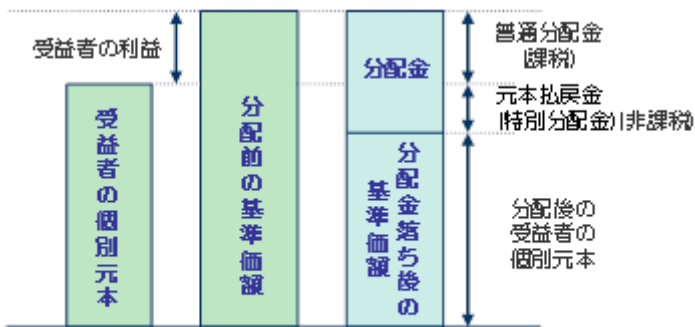 受益者の利益
受益者の個別元本
分配前の基準価額
分配金
分配金落ち後の
基準価額
普通分配金
(課税)
元本払戻金
(特別分配金)(非課税)
分配後の
受益者の
個別元本